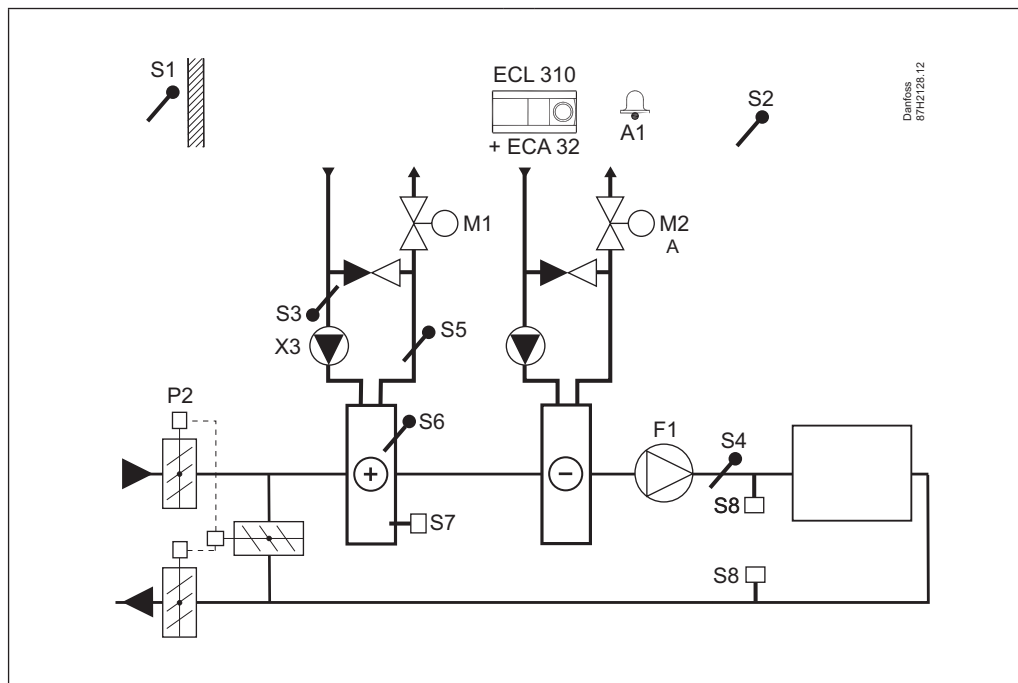 S1
ECL 310
+ ECA 32
A1
S2
Danfoss
87H2128.12
M1
M2
A
S3
X3
S5
P2
S6
F1
S4
+
−
S7
S8
S8